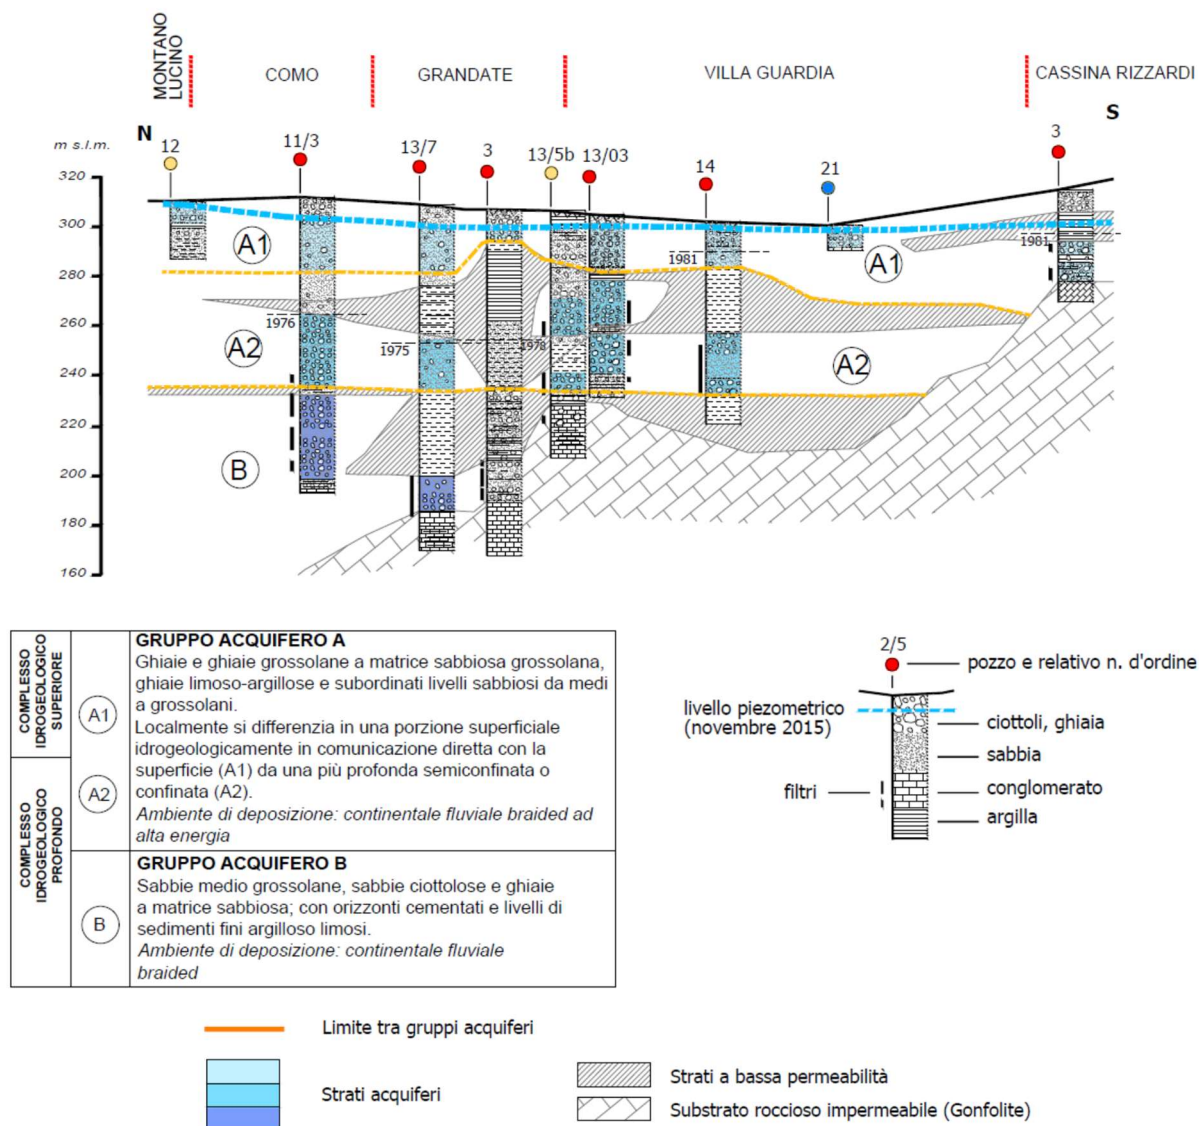 MONTANO
LUCINO
COMO
GRANDATE
VILLA GUARDIA
CASSINA RIZZARDI
N
S
m s.l.m.
12
11/3
13/7
3
13/5b
13/03
14
21
3
320
300
280
260
240
220
200
180
160
A1
A1
A2
A2
B
1976
1975
1978
1981
1981
COMPLESSO
IDROGEOLOGICO
SUPERIORE
COMPLESSO
IDROGEOLOGICO
PROFONDO
A1
A2
B
GRUPPO ACQUIFERO A
Ghiaie e ghiaie grossolane a matrice sabbiosa grossolana,
ghiaie limoso-argillose e subordinati livelli sabbiosi da medi
a grossolani.
Localmente si differenzia in una porzione superficiale
idrogeologicamente in comunicazione diretta con la
superficie (A1) da una più profonda semiconfinata o
confinata (A2).
Ambiente di deposizione: continentale fluviale braided ad
alta energia
GRUPPO ACQUIFERO B
Sabbie medio grossolane, sabbie ciottolose e ghiaie
a matrice sabbiosa; con orizzonti cementati e livelli di
sedimenti fini argilloso limosi.
Ambiente di deposizione: continentale fluviale
braided
2/5
pozzo e relativo n. d'ordine
livello piezometrico
(novembre 2015)
ciottoli, ghiaia
sabbia
filtri
conglomerato
argilla
Limite tra gruppi acquiferi
Strati acquiferi
Strati a bassa permeabilità
Substrato roccioso impermeabile (Gonfolite)